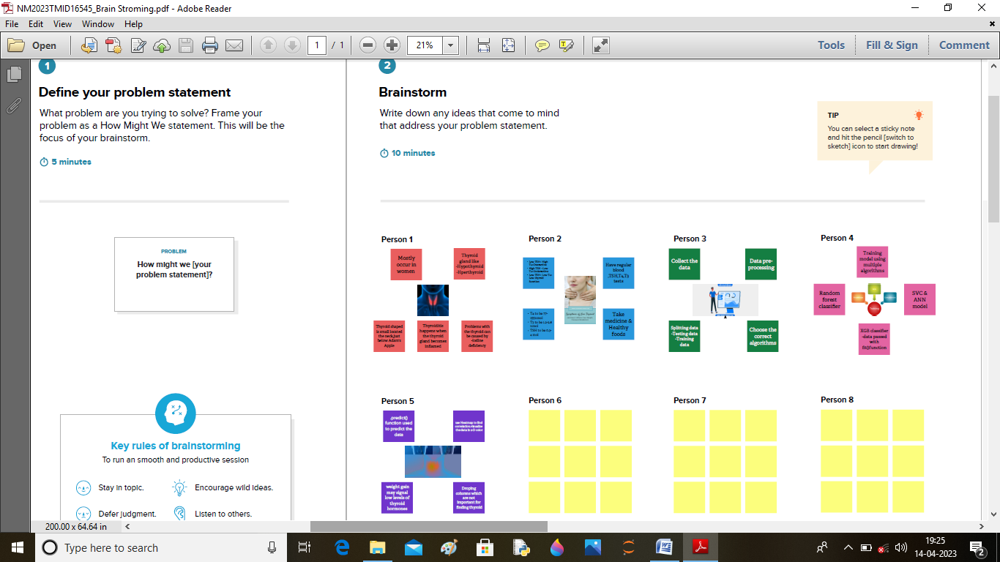 NM2023TMID16545_Brain Stroming.pdf - Adobe Reader
File Edit View Window Help
Open 1 / 1 21% Tools Fill & Sign Comment
1
Define your problem statement
What problem are you trying to solve? Frame your
problem as a How Might We statement. This will be the
focus of your brainstorm.
5 minutes
PROBLEM
How might we [your
problem statement]?
Key rules of brainstorming
To run an smooth and productive session
Stay in topic. Encourage wild ideas.
Defer judgment. Listen to others.
2
Brainstorm
Write down any ideas that come to mind
that address your problem statement.
10 minutes
TIP
You can select a sticky note
and hit the pencil [switch to
sketch] icon to start drawing!
Person 1
Mostly
occur in
women
Thyroid
gland like
-Hypothyroid
-Hperthyroid
Thyroid shaped
is small located
the neck,just
below Adam's
Apple
Thyroiditis
happens when
the thyroid
gland becomes
inflamed
Problems with
the thyroid can
be caused by
-Iodine
deficiency
Person 2
Have regular
blood
,TSH,T4,T3
tests
Take
medicine &
Healthy
foods
Person 3
Collect the
data
Data pre-
processing
Splitting data
-Testing data
-Training
data
Choose the
correct
algorithms
Person 4
Training
model using
multiple
algorithms
Random
forest
classifier
SVC &
ANN
model
XGB classifier
-data passed
with
fit()function
Person 5
.predict()
function used
to predict the
data
use Heatmap to find
weight gain
may signal
low levels of
thyroid
hormones
Droping
columns which
are not
important for
finding thyroid
Person 6
Person 7
Person 8
200.00 x 64.64 in
Type here to search
19:25
14-04-2023
2